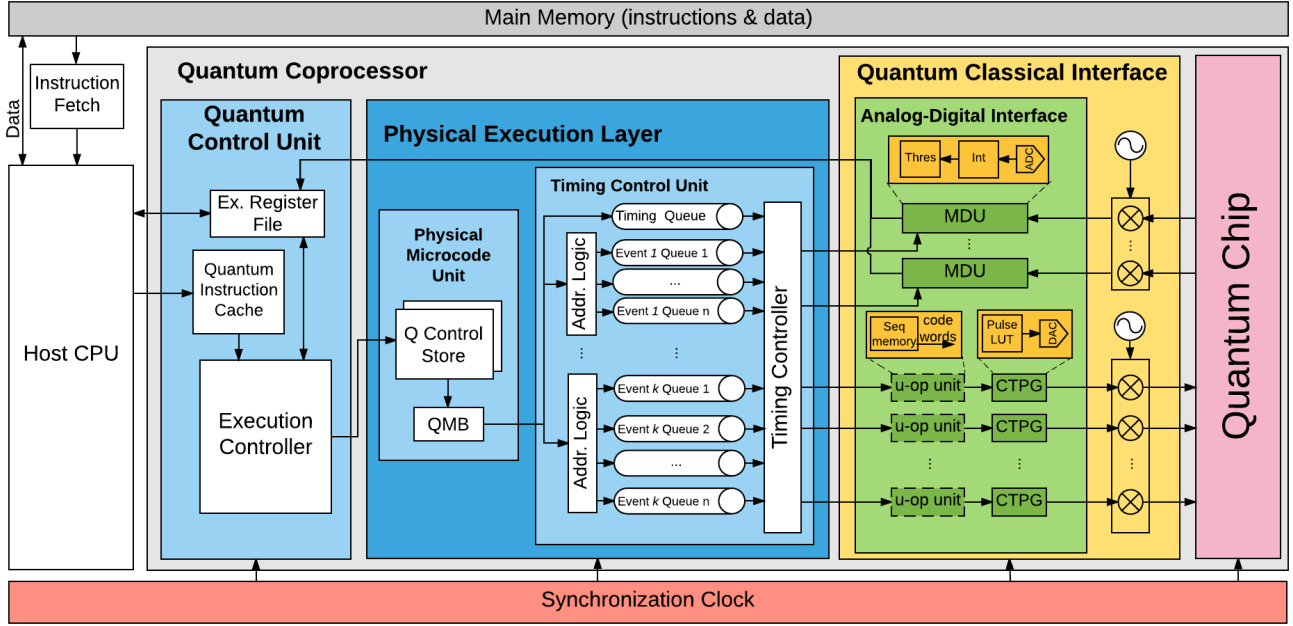 Main Memory (instructions & data)
Data
Instruction
Fetch
Host CPU
Quantum Coprocessor
Quantum
Control Unit
Ex. Register
File
Quantum
Instruction
Cache
Execution
Controller
Physical Execution Layer
Physical
Microcode
Unit
Q Control
Store
QMB
Timing Control Unit
Timing Queue
Addr. Logic
Event 1 Queue 1
...
Event 1 Queue n
...
...
Addr. Logic
Event k Queue 1
Event k Queue 2
...
Event k Queue n
Timing Controller
Quantum Classical Interface
Analog-Digital Interface
Thres
Int
ADC
MDU
...
MDU
Seq
memory
code
words
Pulse
LUT
DAC
u-op unit
CTPG
u-op unit
CTPG
...
...
u-op unit
CTPG
...
...
Quantum Chip
Synchronization Clock